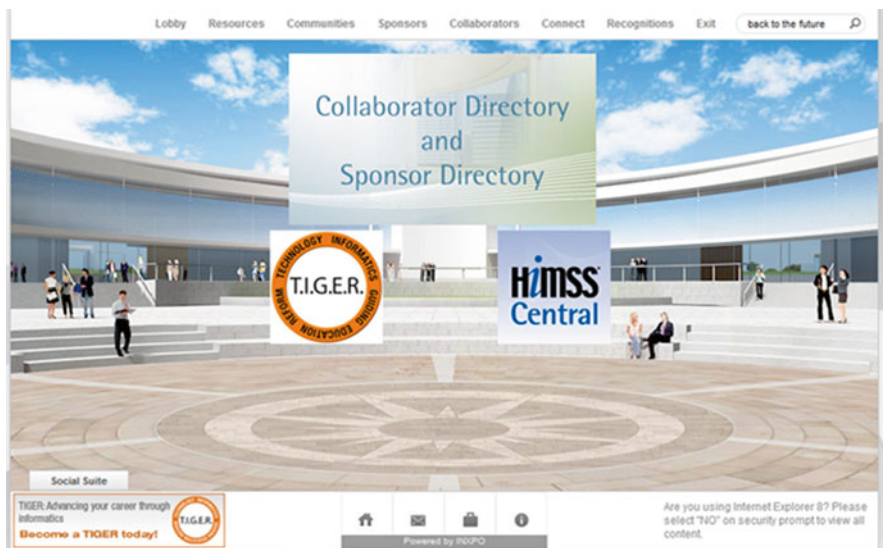 Lobby Resources Communities Sponsors Collaborators Connect Recognitions Exit back to the future
Collaborator Directory
and
Sponsor Directory
TECHNOLOGY INFORMATICS GUIDING EDUCATION REFORM
T.I.G.E.R.
HiMSS
Central
Social Suite
TIGER: Advancing your career through
informatics
Become a TIGER today!
T.I.G.E.R.
Powered by INXPO
Are you using Internet Explorer 8? Please
select "NO" on security prompt to view all
content.